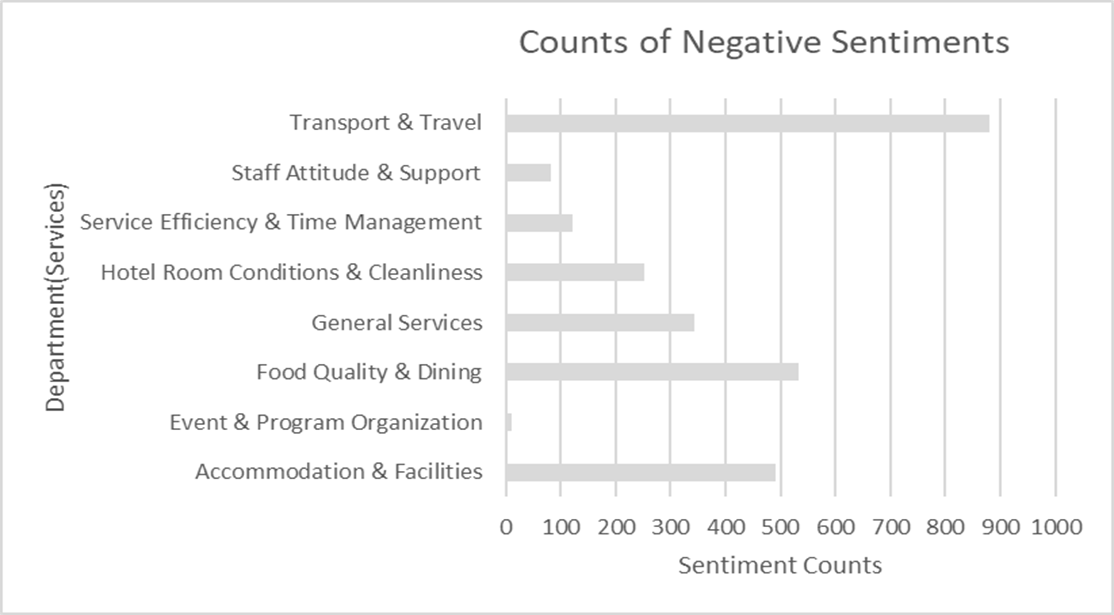 Counts of Negative Sentiments
Department(Services)
Transport & Travel
Staff Attitude & Support
Service Efficiency & Time Management
Hotel Room Conditions & Cleanliness
General Services
Food Quality & Dining
Event & Program Organization
Accommodation & Facilities
0 100 200 300 400 500 600 700 800 900 1000
Sentiment Counts